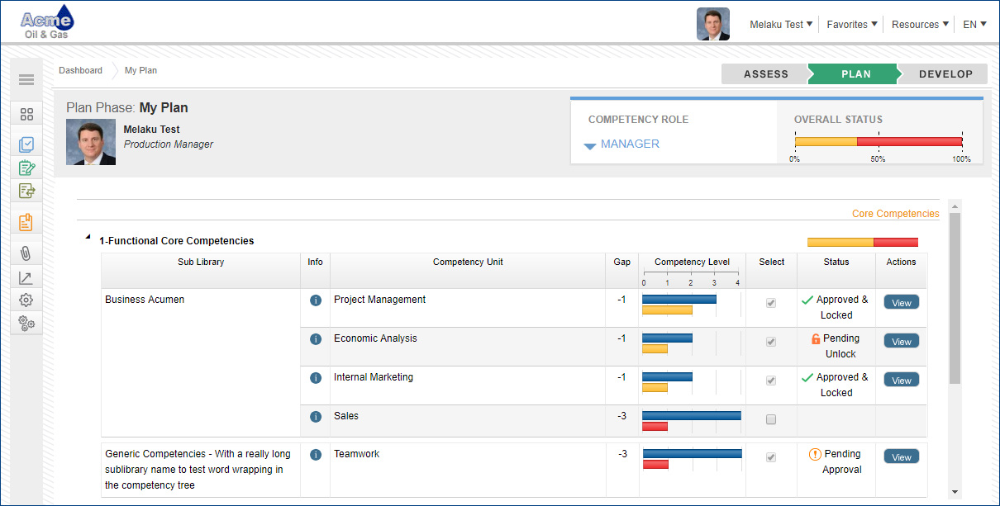 Acme
Oil & Gas
Melaku Test
Favorites
Resources
EN
Dashboard
My Plan
ASSESS
PLAN
DEVELOP
Plan Phase: My Plan
Melaku Test
Production Manager
COMPETENCY ROLE
MANAGER
OVERALL STATUS
0% 50% 100%
Core Competencies
1-Functional Core Competencies
Sub Library Info Competency Unit Gap Competency Level Select Status Actions
0 1 2 3 4
Business Acumen i Project Management -1 Approved & View
Locked
i Economic Analysis -1 Pending View
Unlock
i Internal Marketing -1 Approved & View
Locked
i Sales -3
Generic Competencies - With a really long i Teamwork -3 Pending View
sublibrary name to test word wrapping in Approval
the competency tree